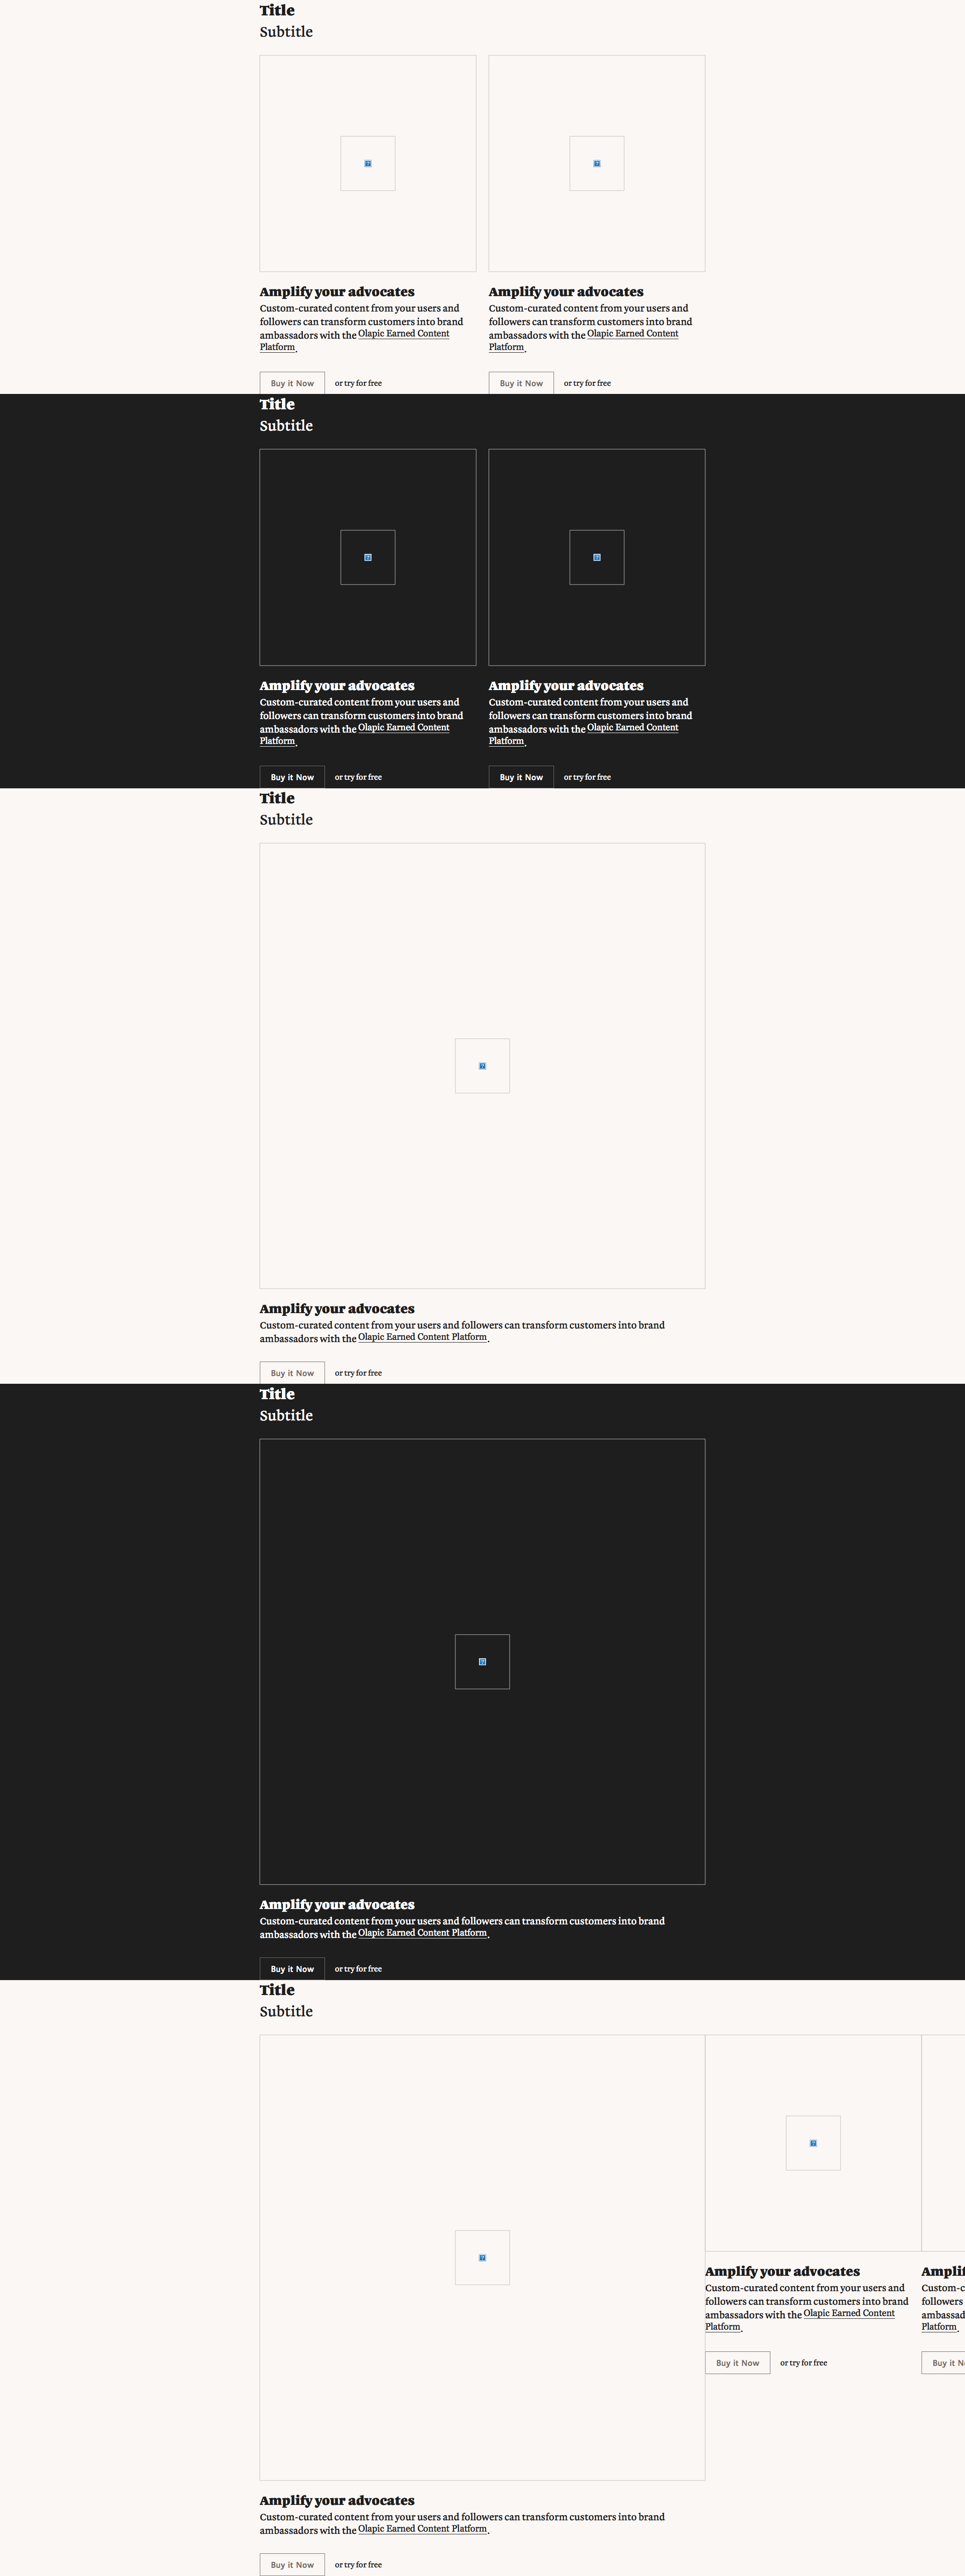 Title
Subtitle
Amplify your advocates
Custom-curated content from your users and
followers can transform customers into brand
ambassadors with the Olapic Earned Content
Platform.
Buy it Now or try for free
Amplify your advocates
Custom-curated content from your users and
followers can transform customers into brand
ambassadors with the Olapic Earned Content
Platform.
Buy it Now or try for free
Title
Subtitle
Amplify your advocates
Custom-curated content from your users and
followers can transform customers into brand
ambassadors with the Olapic Earned Content
Platform.
Buy it Now or try for free
Amplify your advocates
Custom-curated content from your users and
followers can transform customers into brand
ambassadors with the Olapic Earned Content
Platform.
Buy it Now or try for free
Title
Subtitle
Amplify your advocates
Custom-curated content from your users and followers can transform customers into brand
ambassadors with the Olapic Earned Content Platform.
Buy it Now or try for free
Title
Subtitle
Amplify your advocates
Custom-curated content from your users and followers can transform customers into brand
ambassadors with the Olapic Earned Content Platform.
Buy it Now or try for free
Title
Subtitle
Amplify your advocates
Custom-curated content from your users and
followers can transform customers into brand
ambassadors with the Olapic Earned Content
Platform.
Buy it Now or try for free
followers
Platform.
Amplify your advocates
Custom-curated content from your users and followers can transform customers into brand
ambassadors with the Olapic Earned Content Platform.
Buy it Now or try for free